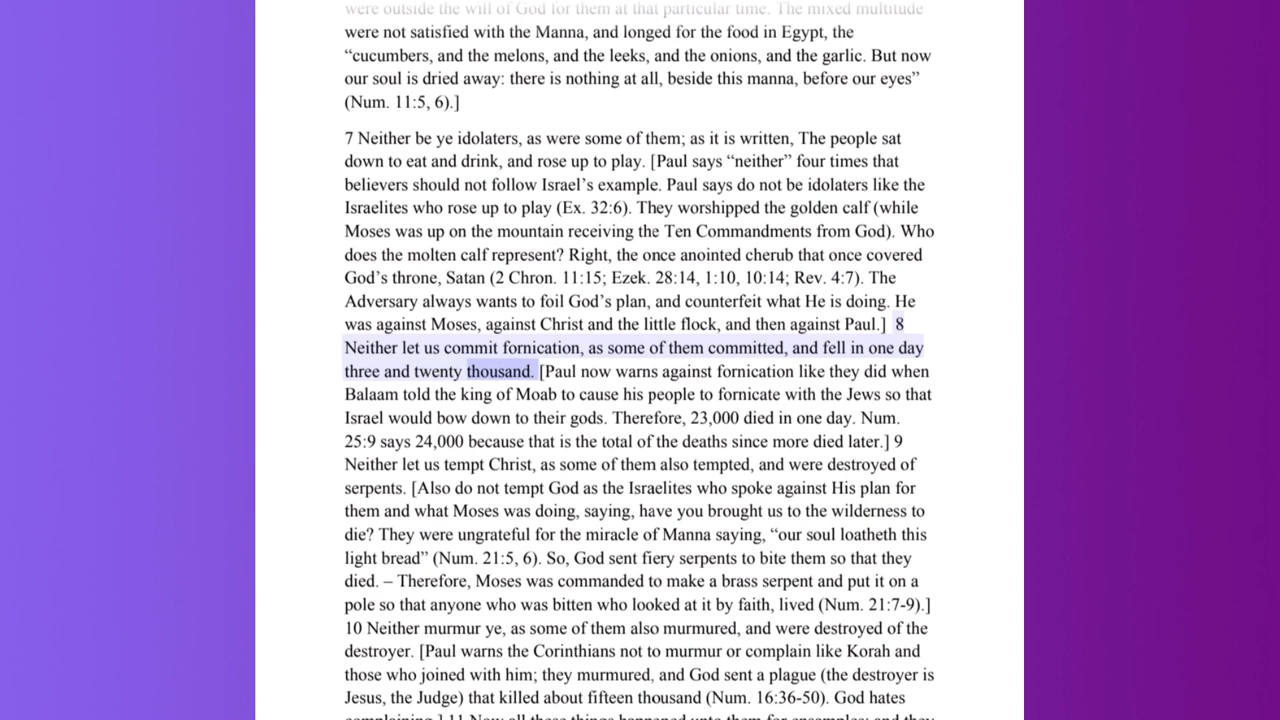 were outside the will of God for them at that particular time. The mixed multitude
were not satisfied with the Manna, and longed for the food in Egypt, the
“cucumbers, and the melons, and the leeks, and the onions, and the garlic. But now
our soul is dried away: there is nothing at all, beside this manna, before our eyes”
(Num. 11:5, 6).]
7 Neither be ye idolaters, as were some of them; as it is written, The people sat
down to eat and drink, and rose up to play. [Paul says “neither” four times that
believers should not follow Israel’s example. Paul says do not be idolaters like the
Israelites who rose up to play (Ex. 32:6). They worshipped the golden calf (while
Moses was up on the mountain receiving the Ten Commandments from God). Who
does the molten calf represent? Right, the once anointed cherub that once covered
God’s throne, Satan (2 Chron. 11:15; Ezek. 28:14, 1:10, 10:14; Rev. 4:7). The
Adversary always wants to foil God’s plan, and counterfeit what He is doing. He
was against Moses, against Christ and the little flock, and then against Paul.] 8
Neither let us commit fornication, as some of them committed, and fell in one day
three and twenty thousand. [Paul now warns against fornication like they did when
Balaam told the king of Moab to cause his people to fornicate with the Jews so that
Israel would bow down to their gods. Therefore, 23,000 died in one day. Num.
25:9 says 24,000 because that is the total of the deaths since more died later.] 9
Neither let us tempt Christ, as some of them also tempted, and were destroyed of
serpents. [Also do not tempt God as the Israelites who spoke against His plan for
them and what Moses was doing, saying, have you brought us to the wilderness to
die? They were ungrateful for the miracle of Manna saying, “our soul loatheth this
light bread” (Num. 21:5, 6). So, God sent fiery serpents to bite them so that they
died. – Therefore, Moses was commanded to make a brass serpent and put it on a
pole so that anyone who was bitten who looked at it by faith, lived (Num. 21:7-9).]
10 Neither murmur ye, as some of them also murmured, and were destroyed of the
destroyer. [Paul warns the Corinthians not to murmur or complain like Korah and
those who joined with him; they murmured, and God sent a plague (the destroyer is
Jesus, the Judge) that killed about fifteen thousand (Num. 16:36-50). God hates
complaining.] 11 Now all these things happened unto them for ensamples: and they